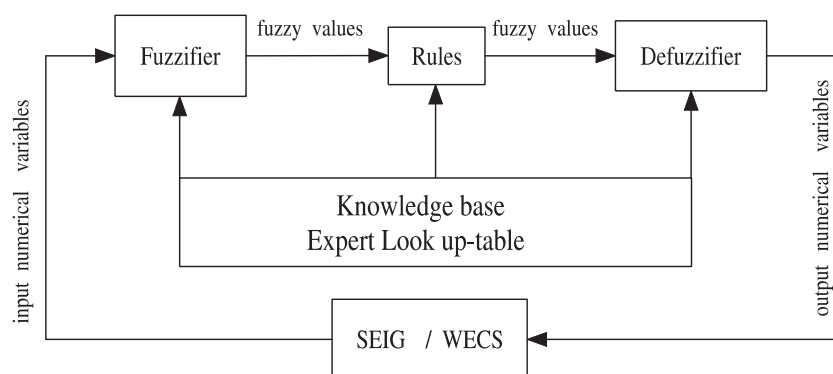 fuzzy values
fuzzy values
Fuzzifier
Rules
Defuzzifier
input numerical variables
output numerical variables
Knowledge base
Expert Look up-table
SEIG / WECS